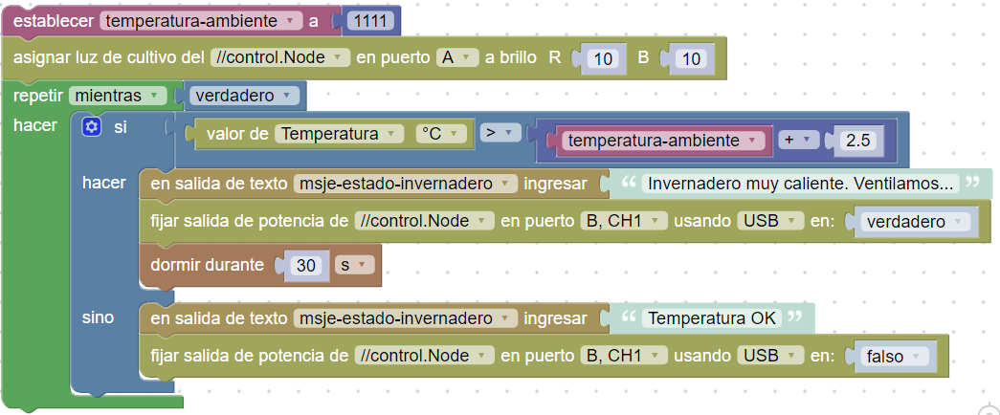 establecer temperatura-ambiente a 1111
asignar luz de cultivo del //control.Node en puerto A a brillo R 10 B 10
repetir mientras verdadero
hacer si valor de Temperatura °C > temperatura-ambiente + 2.5
hacer en salida de texto msje-estado-invernadero ingresar “ Invernadero muy caliente. Ventilamos... ”
fijar salida de potencia de //control.Node en puerto B, CH1 usando USB en: verdadero
dormir durante 30 s
sino en salida de texto msje-estado-invernadero ingresar “ Temperatura OK ”
fijar salida de potencia de //control.Node en puerto B, CH1 usando USB en: falso